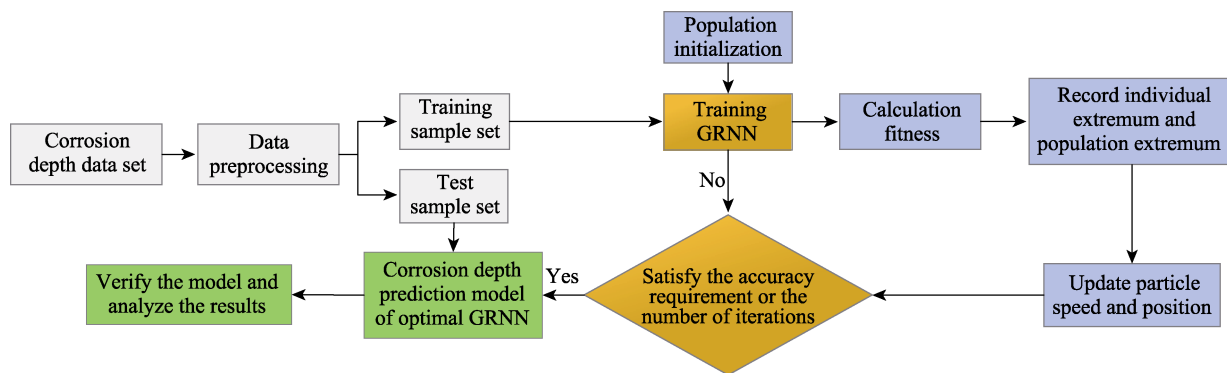 Population
initialization
Training
sample set
Training
GRNN
Calculation
fitness
Record individual
extremum and
population extremum
Corrosion
depth data set
Data
preprocessing
Test
sample set
No
Verify the model and
analyze the results
Corrosion depth
prediction model
of optimal GRNN
Yes
Satisfy the accuracy
requirement or the
number of iterations
Update particle
speed and position